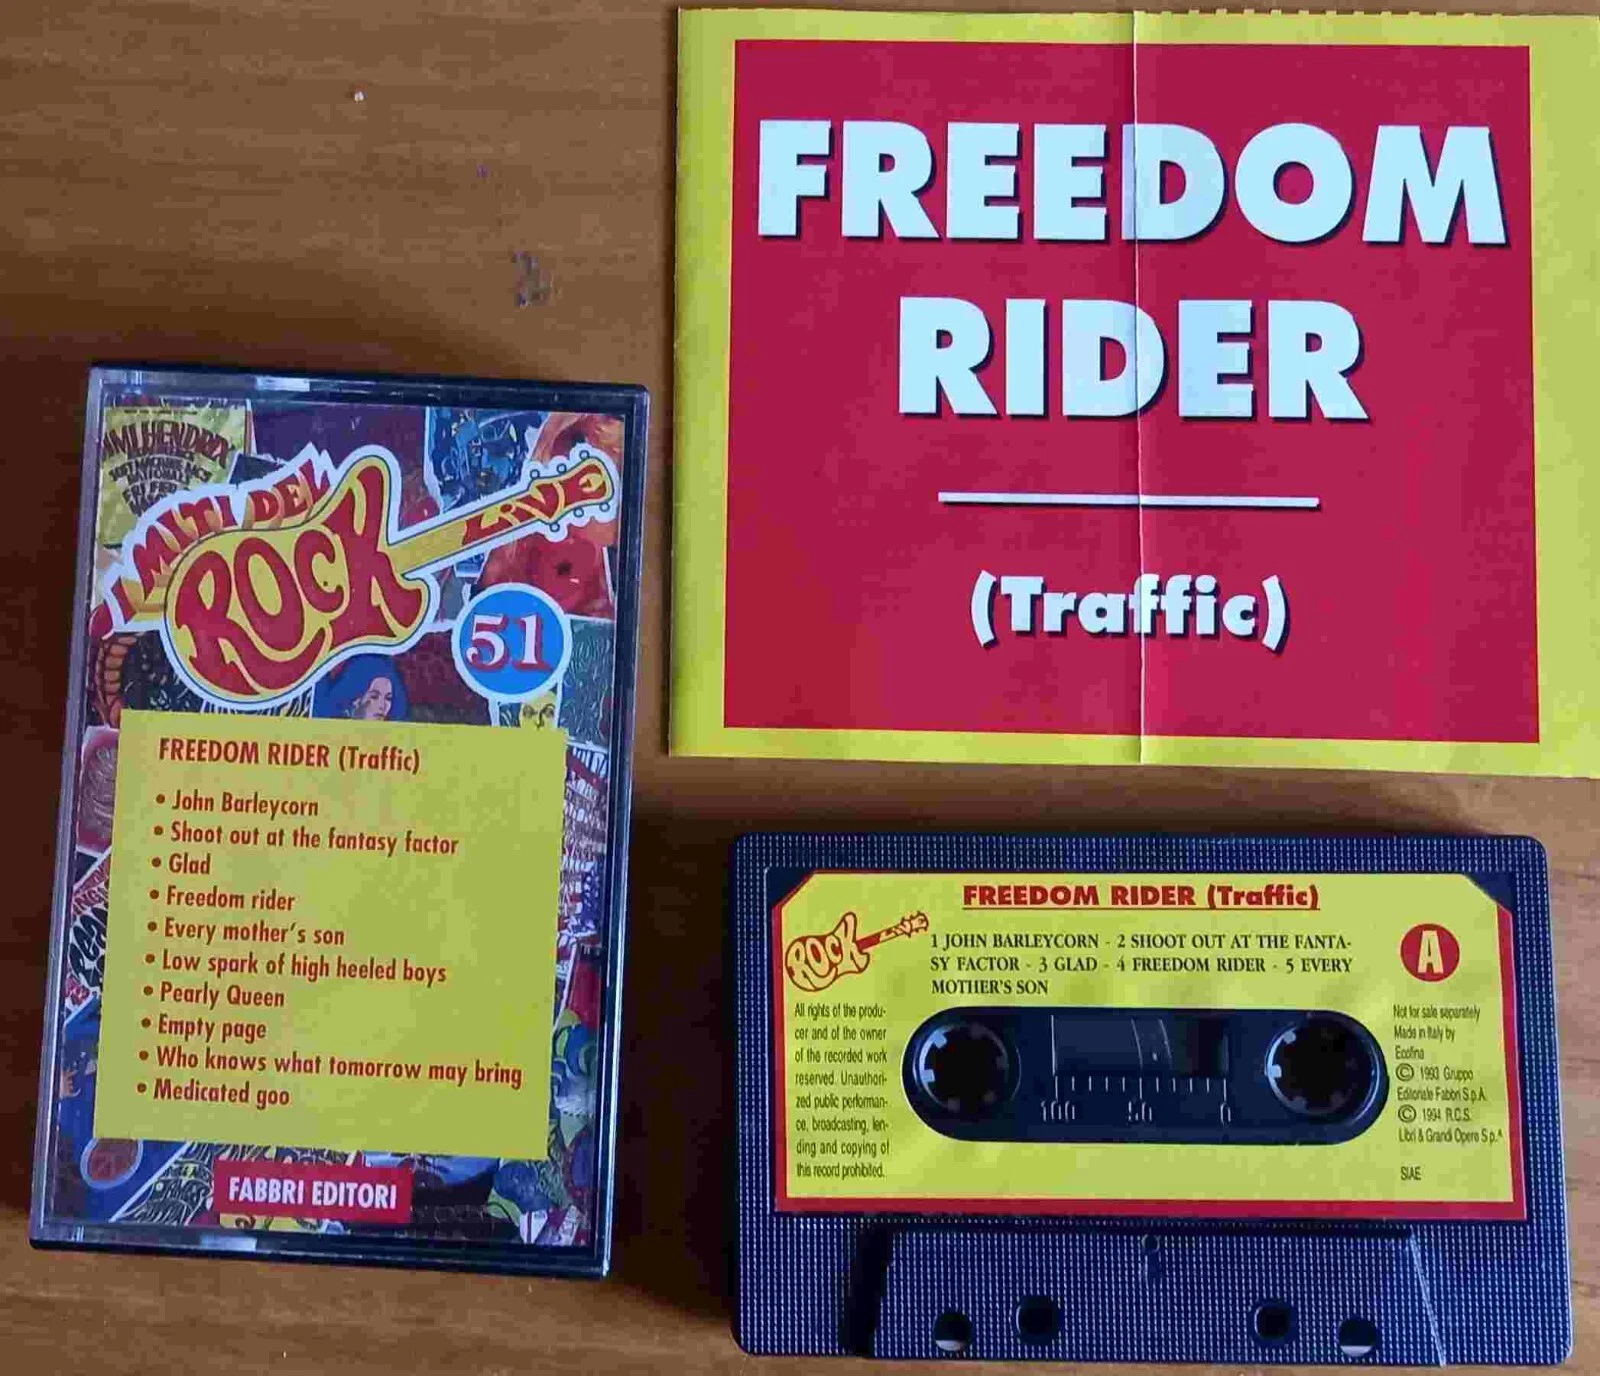 FREEDOM
RIDER
(Traffic)
I MITI DEL
ROCK
LIVE
51
FREEDOM RIDER (Traffic)
• John Barleycorn
• Shoot out at the fantasy factor
• Glad
• Freedom rider
• Every mother's son
• Low spark of high heeled boys
• Pearly Queen
• Empty page
• Who knows what tomorrow may bring
• Medicated goo
FABBRI EDITORI
FREEDOM RIDER (Traffic)
ROCK LIVE
1 JOHN BARLEYCORN - 2 SHOOT OUT AT THE FANTA-
SY FACTOR - 3 GLAD - 4 FREEDOM RIDER - 5 EVERY
MOTHER'S SON
A
All rights of the produ-
cer and of the owner
of the recorded work
reserved. Unauthori-
zed public performan-
ce, broadcasting, len-
ding and copying of
this record prohibited.
100 50 0
Not for sale separately
Made in Italy by
Ecofina
© 1993 Gruppo
Editoriale Fabbri S.p.A.
© 1994 R.C.S.
Libri & Grandi Opere S.p.A
SIAE